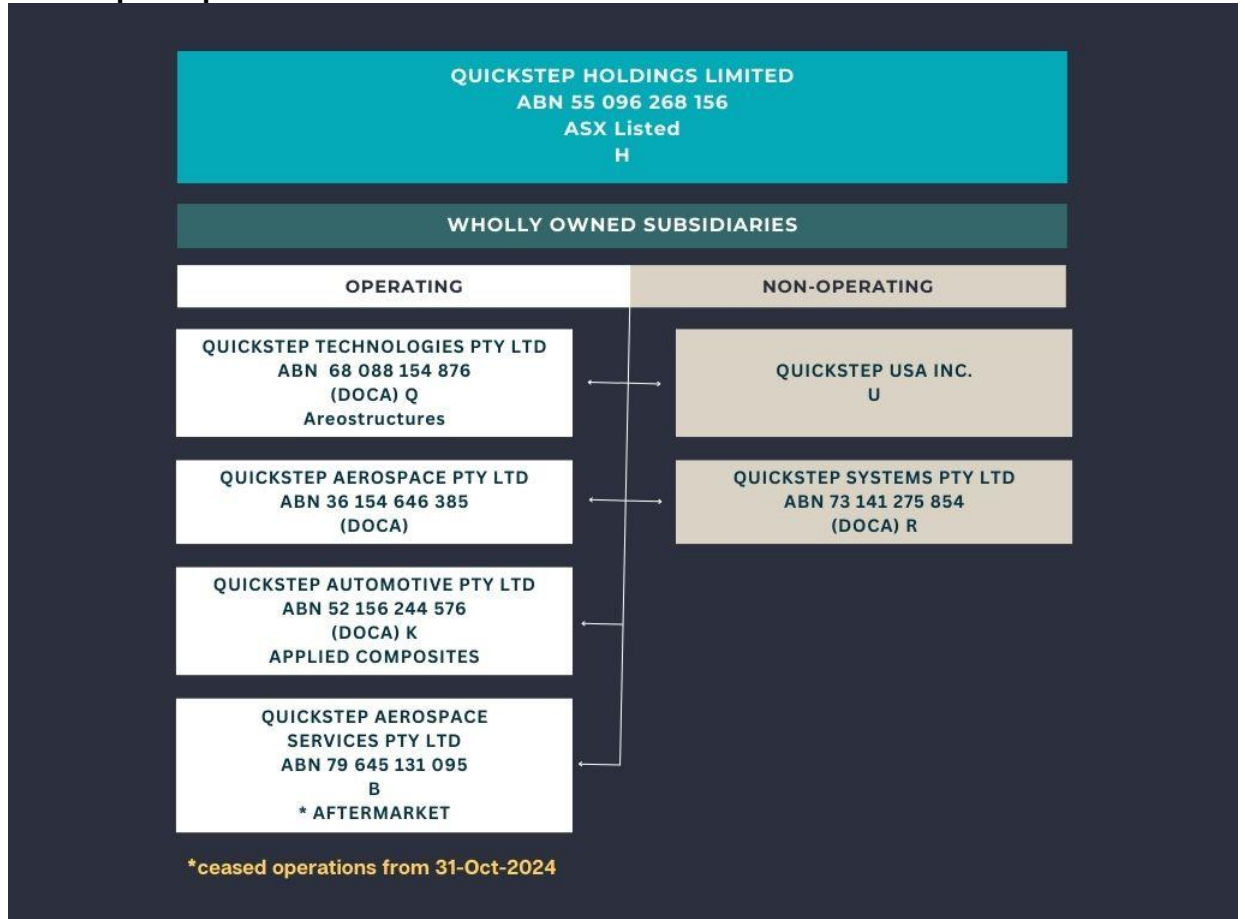 QUICKSTEP HOLDINGS LIMITED
ABN 55 096 268 156
ASX Listed
H
WHOLLY OWNED SUBSIDIARIES
OPERATING
NON-OPERATING
QUICKSTEP TECHNOLOGIES PTY LTD
ABN 68 088 154 876
(DOCA) Q
Areostructures
QUICKSTEP USA INC.
U
QUICKSTEP AEROSPACE PTY LTD
ABN 36 154 646 385
(DOCA)
QUICKSTEP SYSTEMS PTY LTD
ABN 73 141 275 854
(DOCA) R
QUICKSTEP AUTOMOTIVE PTY LTD
ABN 52 156 244 576
(DOCA) K
APPLIED COMPOSITES
QUICKSTEP AEROSPACE
SERVICES PTY LTD
ABN 79 645 131 095
B
* AFTERMARKET
*ceased operations from 31-Oct-2024